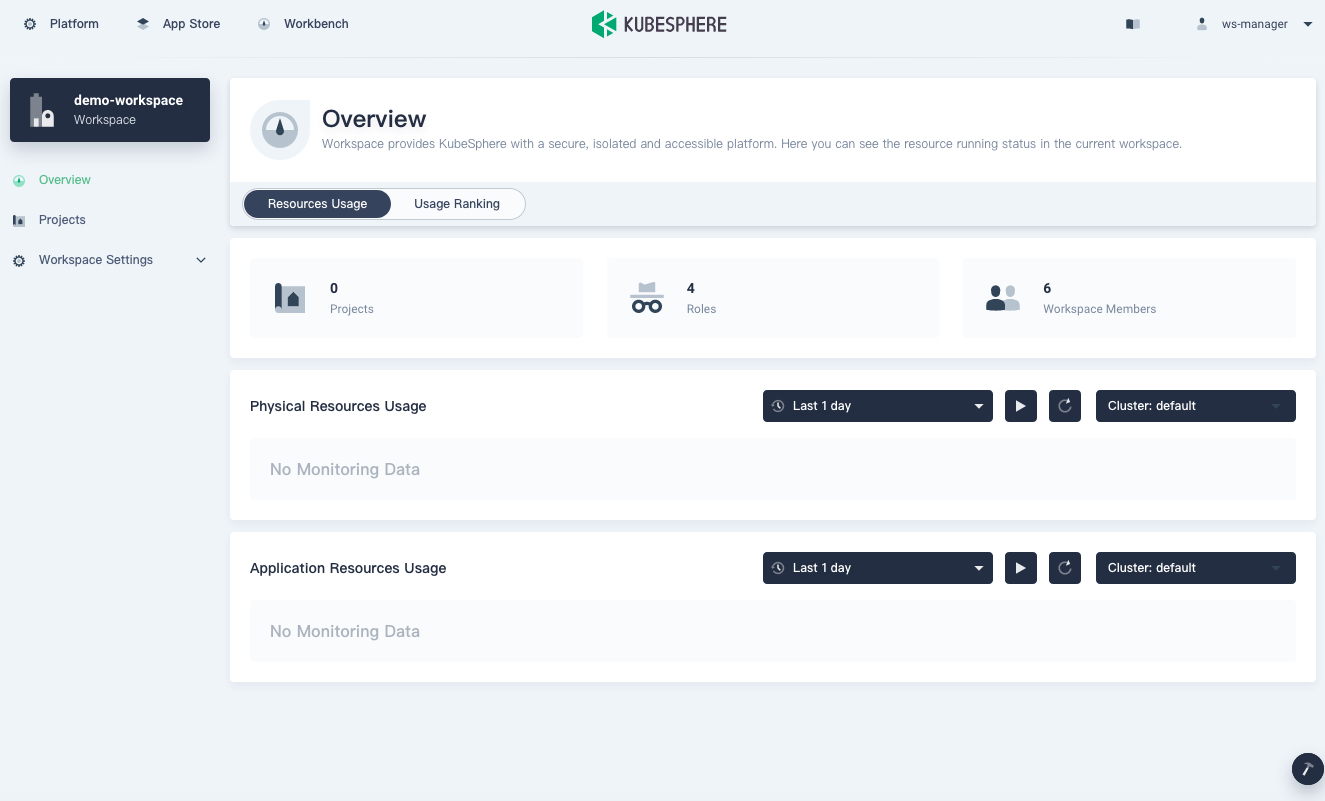 Platform
App Store
Workbench
KUBESPHERE
ws-manager
demo-workspace
Workspace
Overview
Projects
Workspace Settings
Overview
Workspace provides KubeSphere with a secure, isolated and accessible platform. Here you can see the resource running status in the current workspace.
Resources Usage
Usage Ranking
0
Projects
4
Roles
6
Workspace Members
Physical Resources Usage
Last 1 day
Cluster: default
No Monitoring Data
Application Resources Usage
Last 1 day
Cluster: default
No Monitoring Data